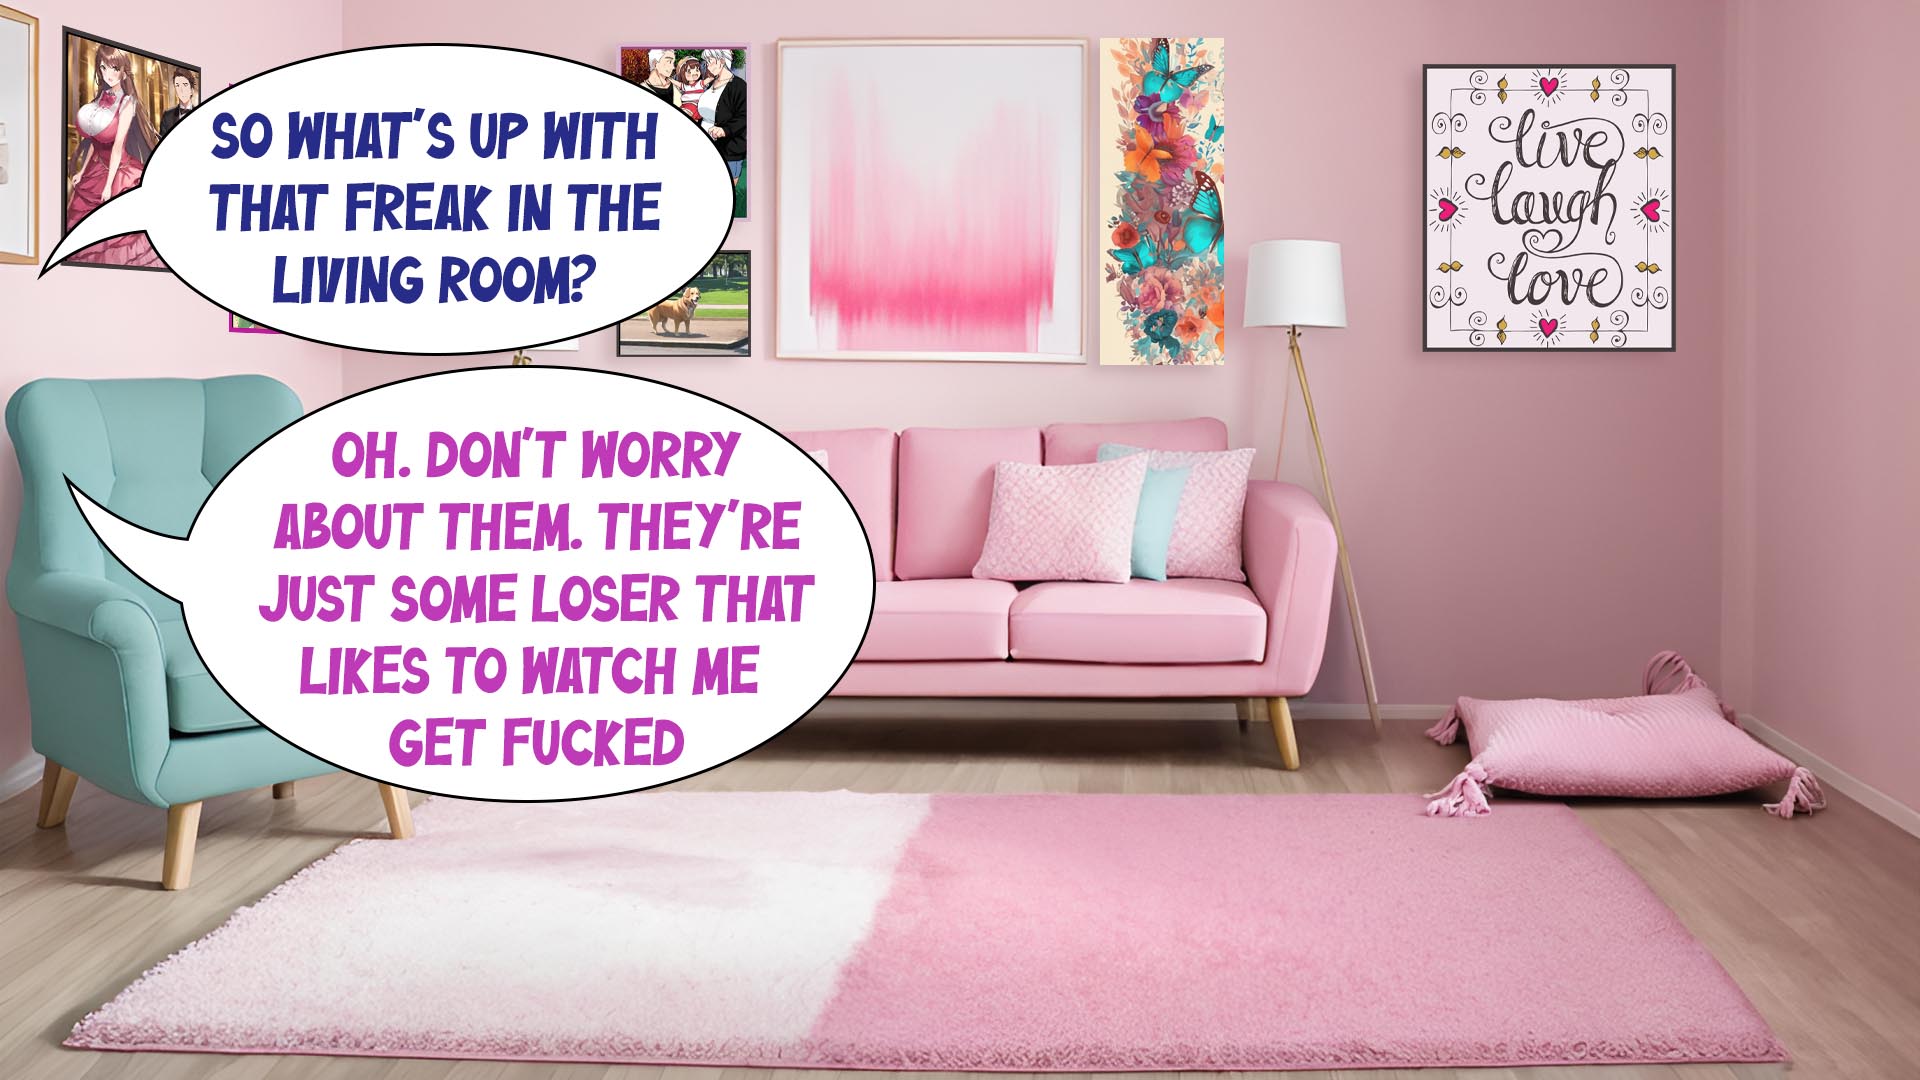 SO WHAT'S UP WITH
THAT FREAK IN THE
LIVING ROOM?
OH. DON'T WORRY
ABOUT THEM. THEY'RE
JUST SOME LOSER THAT
LIKES TO WATCH ME
GET FUCKED
live
laugh
love